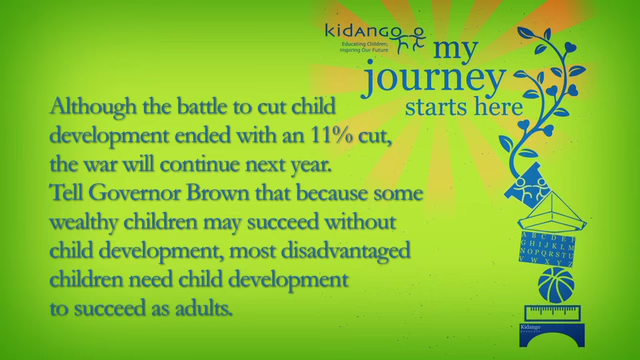 kidango
Educating Children,
Inspiring Our Future
my
journey
starts here
Although the battle to cut child
development ended with an 11% cut,
the war will continue next year.
Tell Governor Brown that because some
wealthy children may succeed without
child development, most disadvantaged
children need child development
to succeed as adults.
A B C D E F
G H I J K L M
N O P Q R S T U
V W X Y Z
Kidango